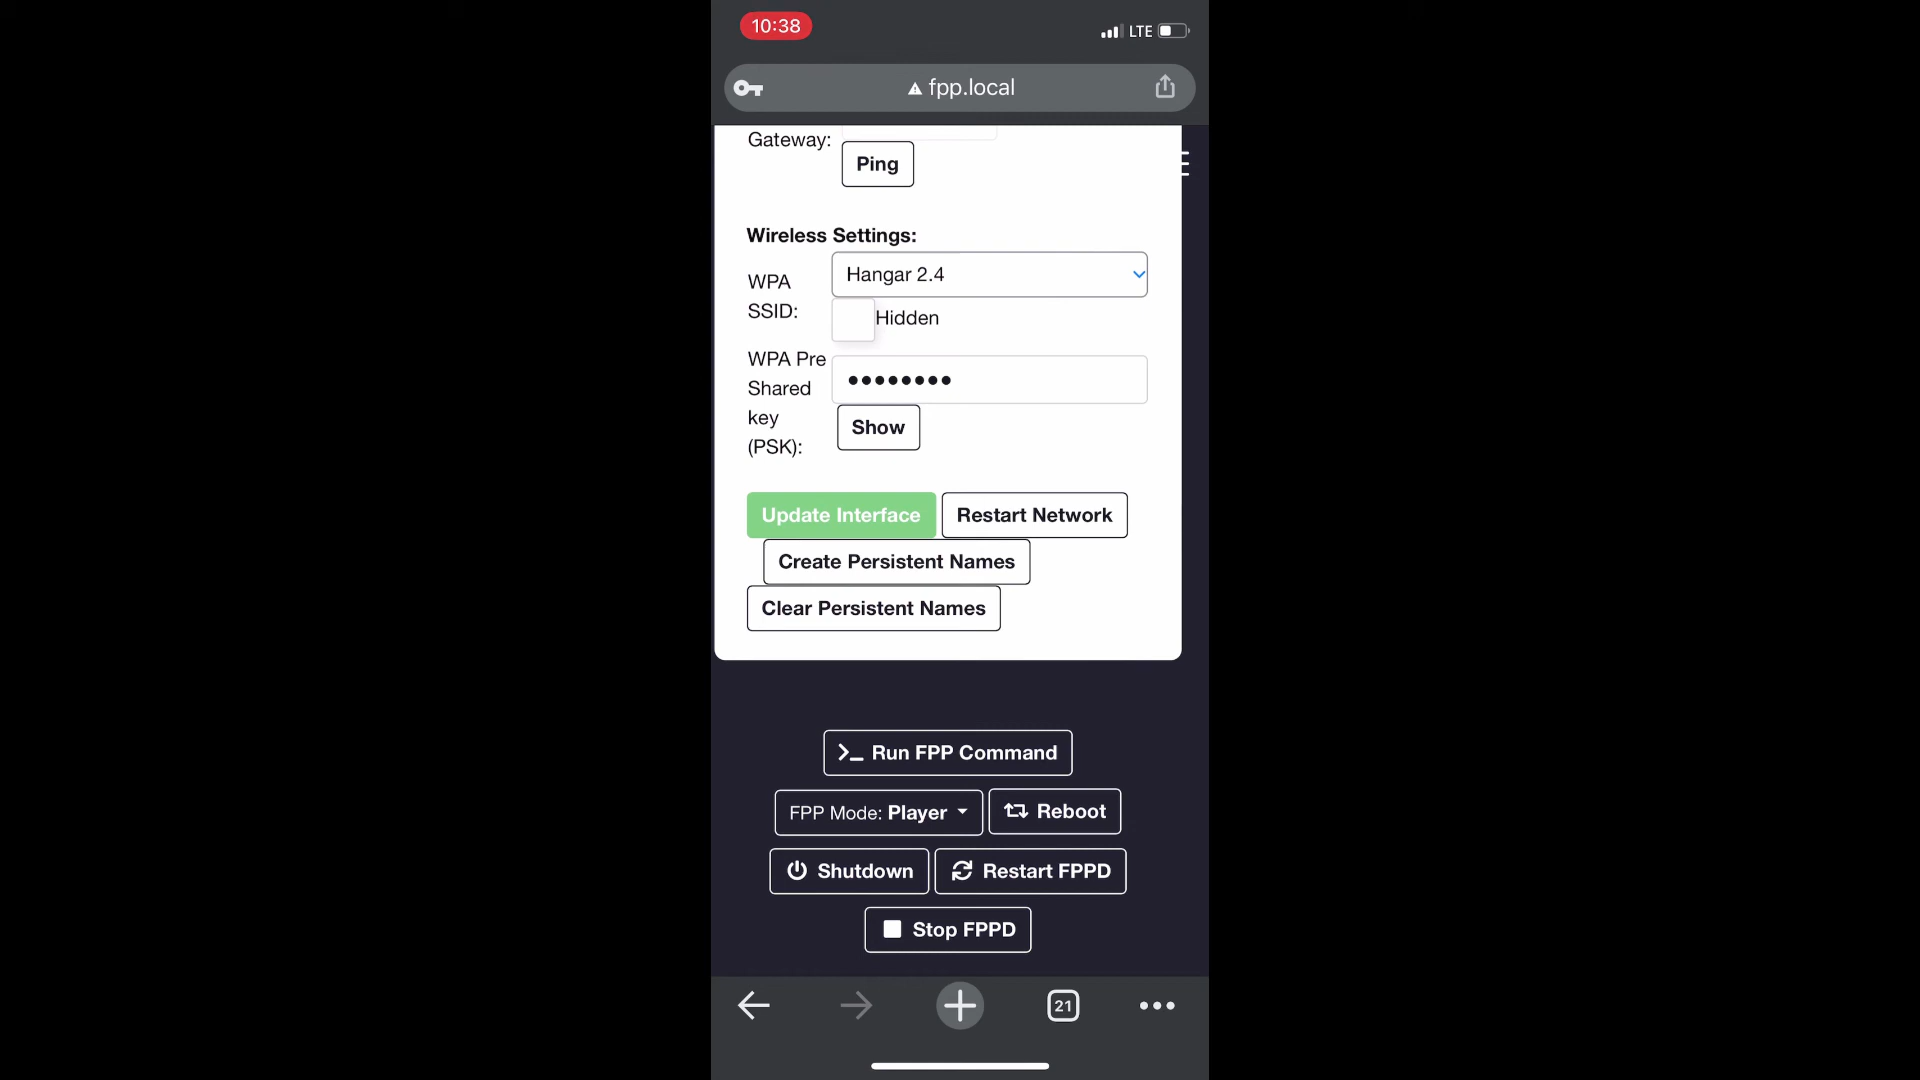 10:38
LTE
fpp.local
Gateway:
Ping
Wireless Settings:
WPA
SSID:
Hangar 2.4
Hidden
WPA Pre
Shared
key
(PSK):
••••••••
Show
Update Interface
Restart Network
Create Persistent Names
Clear Persistent Names
Run FPP Command
FPP Mode: Player
Reboot
Shutdown
Restart FPPD
Stop FPPD
21